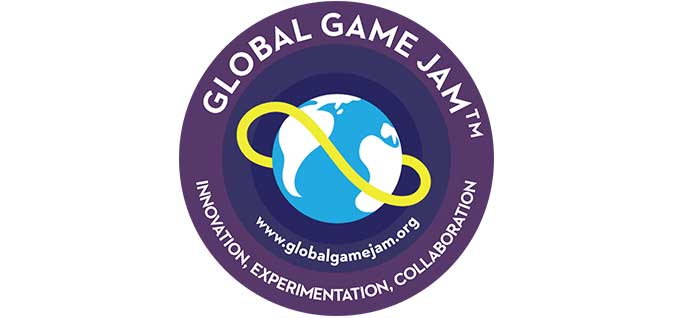 GLOBAL GAME JAM™
www.globalgamejam.org
INNOVATION, EXPERIMENTATION, COLLABORATION